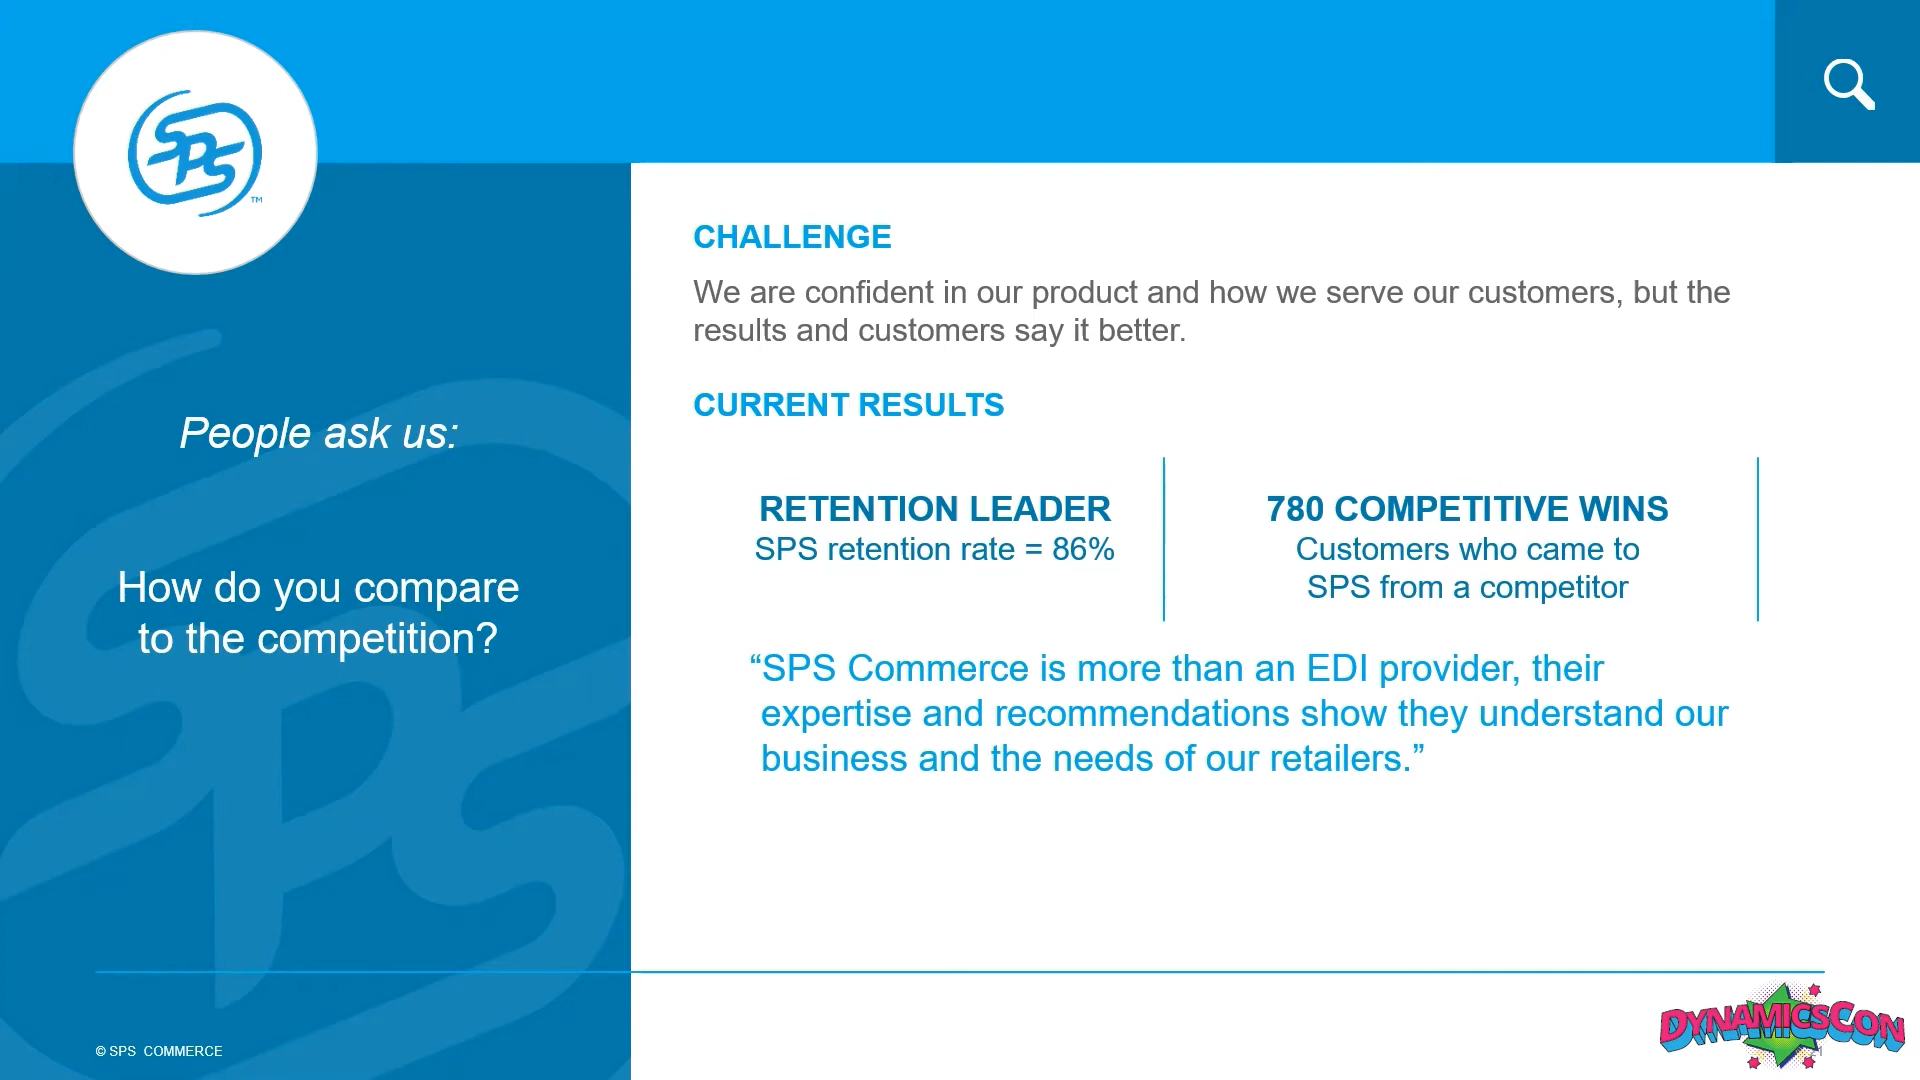 SPS
TM
People ask us:
How do you compare
to the competition?
CHALLENGE
We are confident in our product and how we serve our customers, but the
results and customers say it better.
CURRENT RESULTS
RETENTION LEADER
SPS retention rate = 86%
780 COMPETITIVE WINS
Customers who came to
SPS from a competitor
“SPS Commerce is more than an EDI provider, their
expertise and recommendations show they understand our
business and the needs of our retailers.”
© SPS COMMERCE
DYNAMICSCON